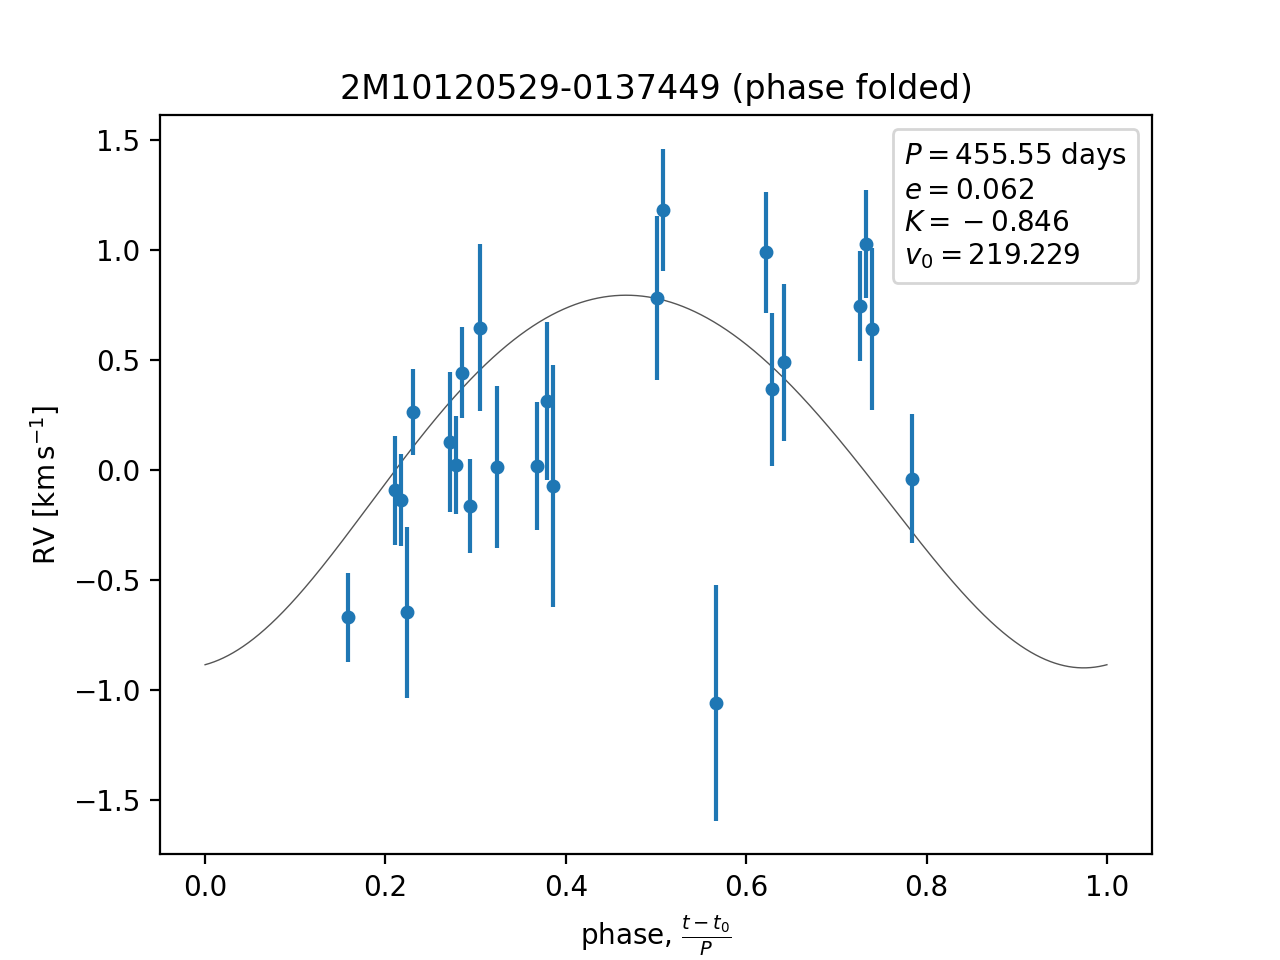 2M10120529-0137449 (phase folded)
P = 455.55 days
e = 0.062
K = −0.846
v₀ = 219.229
1.5
1.0
0.5
0.0
−0.5
−1.0
−1.5
RV [km s⁻¹]
0.0 0.2 0.4 0.6 0.8 1.0
phase, (t − t₀)/P